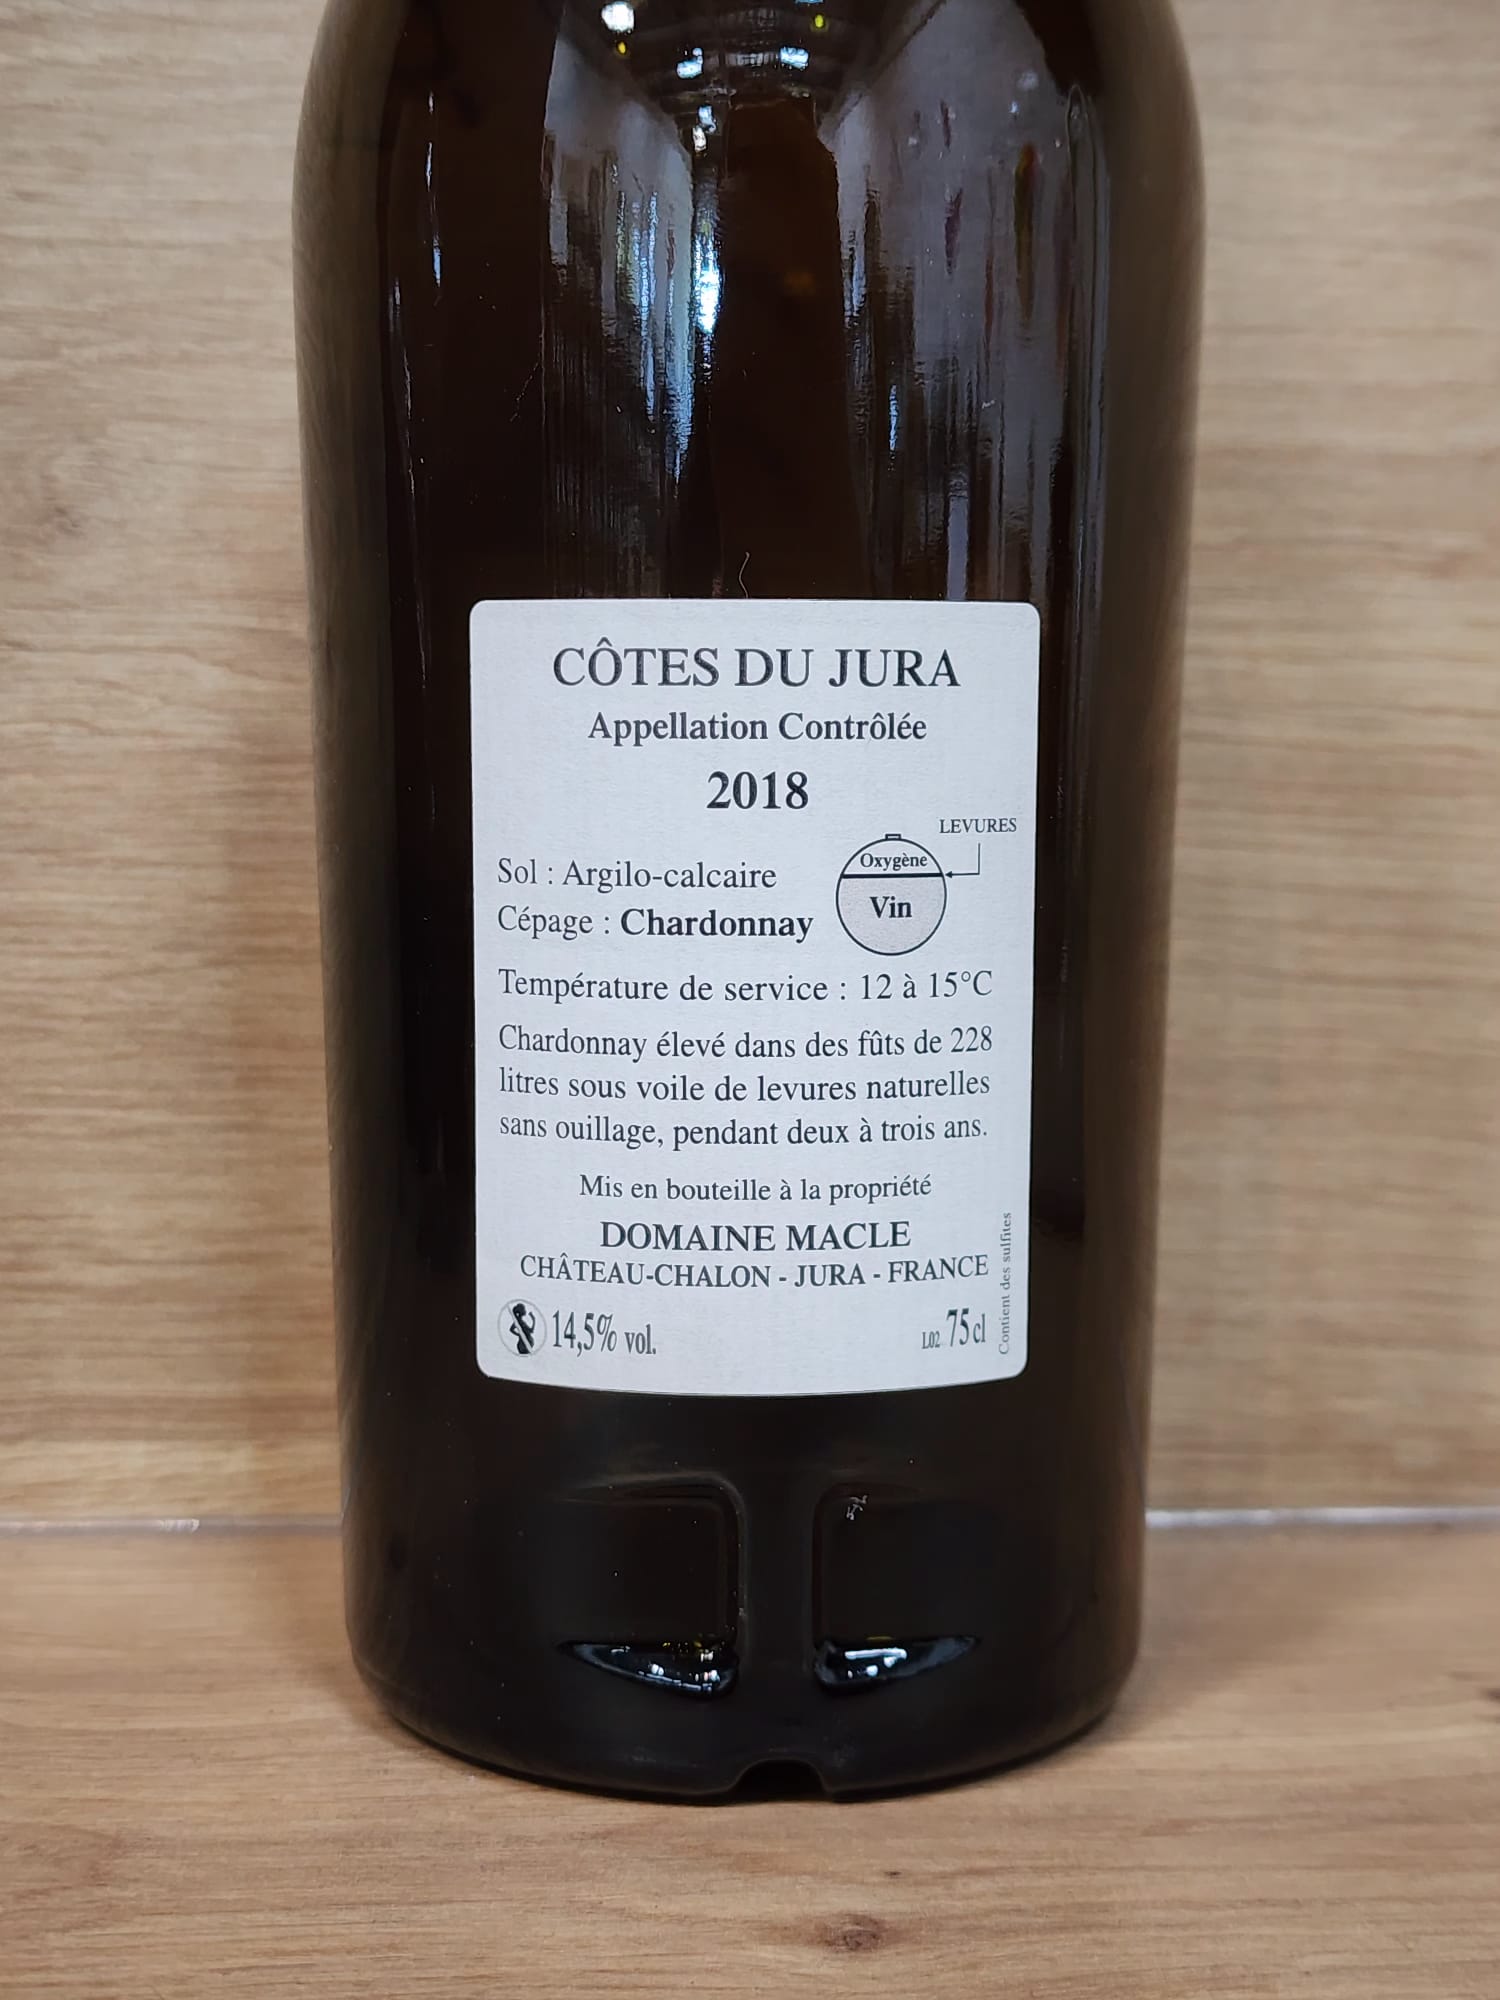 CÔTES DU JURA
Appellation Contrôlée
2018
LEVURES
Oxygène
Vin
Sol : Argilo-calcaire
Cépage : Chardonnay
Température de service : 12 à 15°C
Chardonnay élevé dans des fûts de 228
litres sous voile de levures naturelles
sans ouillage, pendant deux à trois ans.
Mis en bouteille à la propriété
DOMAINE MACLE
CHÂTEAU-CHALON - JURA - FRANCE
14,5% vol.
L02 75 cl
Contient des sulfites